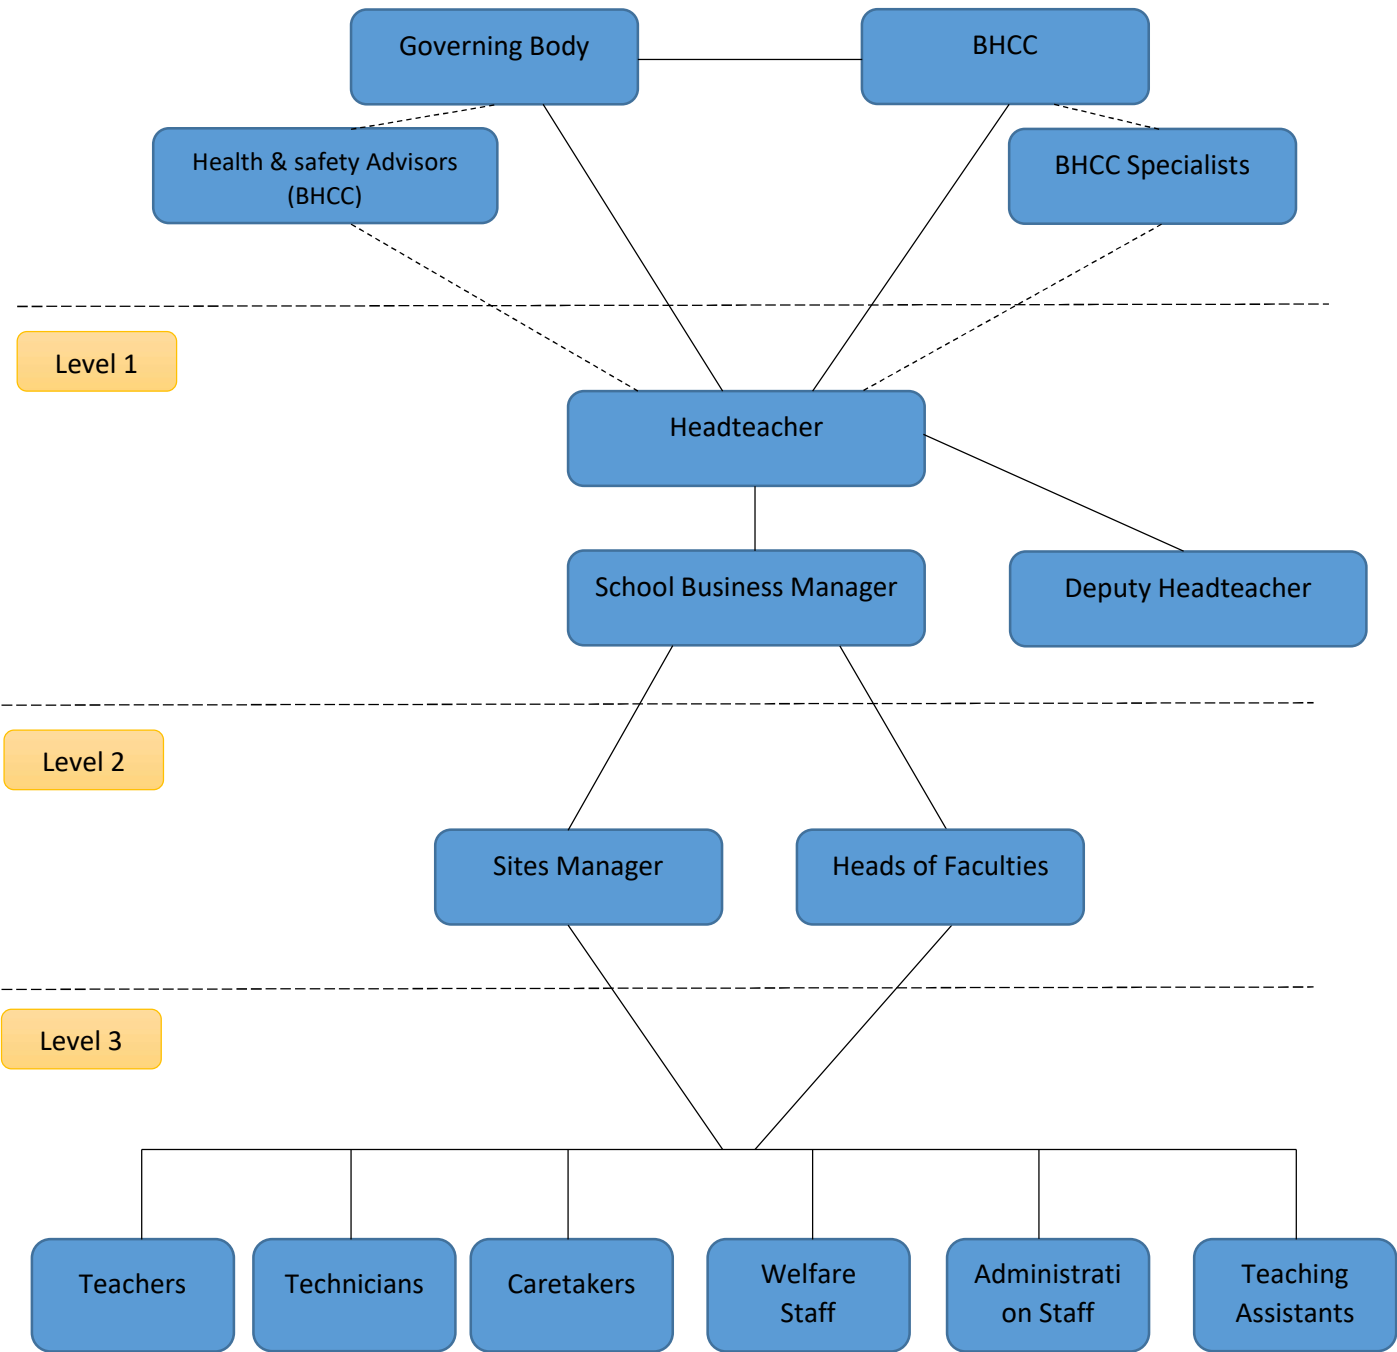 Governing Body
BHCC
Health & safety Advisors
(BHCC)
BHCC Specialists
Level 1
Headteacher
School Business Manager
Deputy Headteacher
Level 2
Sites Manager
Heads of Faculties
Level 3
Teachers
Technicians
Caretakers
Welfare
Staff
Administrati
on Staff
Teaching
Assistants